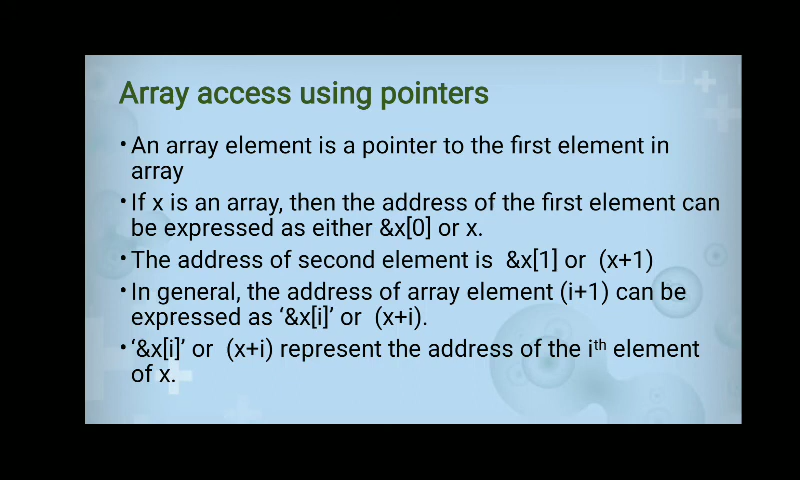 Array access using pointers
•An array element is a pointer to the first element in
array
•If x is an array, then the address of the first element can
be expressed as either &x[0] or x.
•The address of second element is  &x[1] or  (x+1)
•In general, the address of array element (i+1) can be
expressed as ‘&x[i]’ or  (x+i).
•‘&x[i]’ or  (x+i) represent the address of the iᵗʰ element
of x.